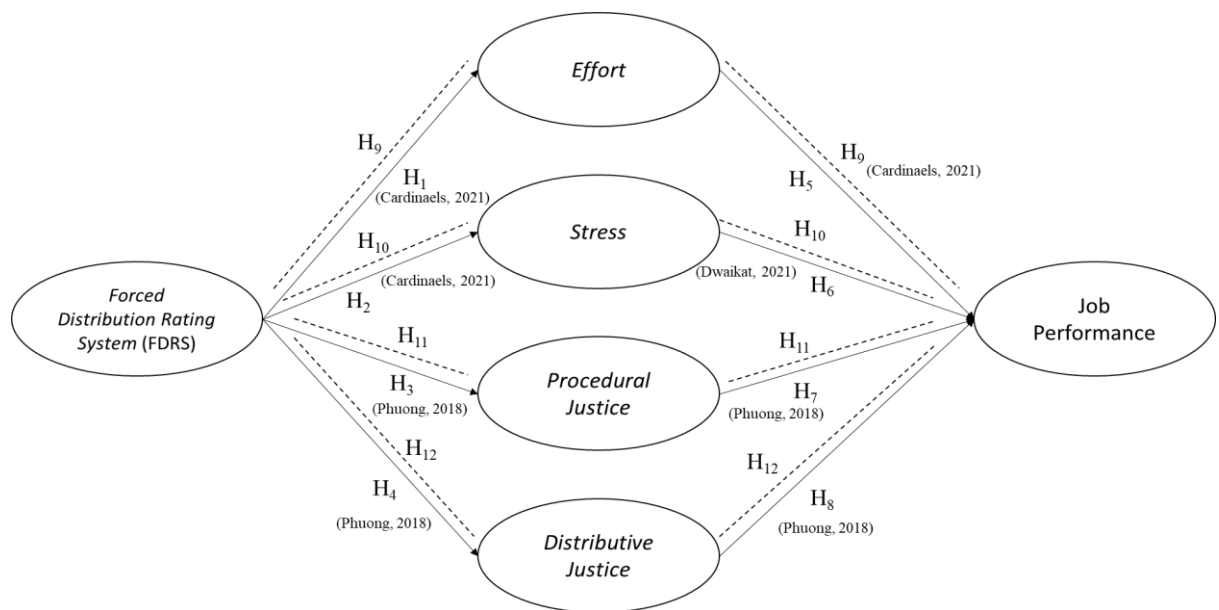 Effort
H9
H9
(Cardinaels, 2021)
H1
(Cardinaels, 2021)
H5
Stress
H10
H10
(Cardinaels, 2021)
(Dwaikat, 2021)
H2
H6
Forced
Distribution Rating
System (FDRS)
Job
Performance
H11
H11
H3
(Phuong, 2018)
Procedural
Justice
H7
(Phuong, 2018)
H12
H12
H4
(Phuong, 2018)
H8
(Phuong, 2018)
Distributive
Justice